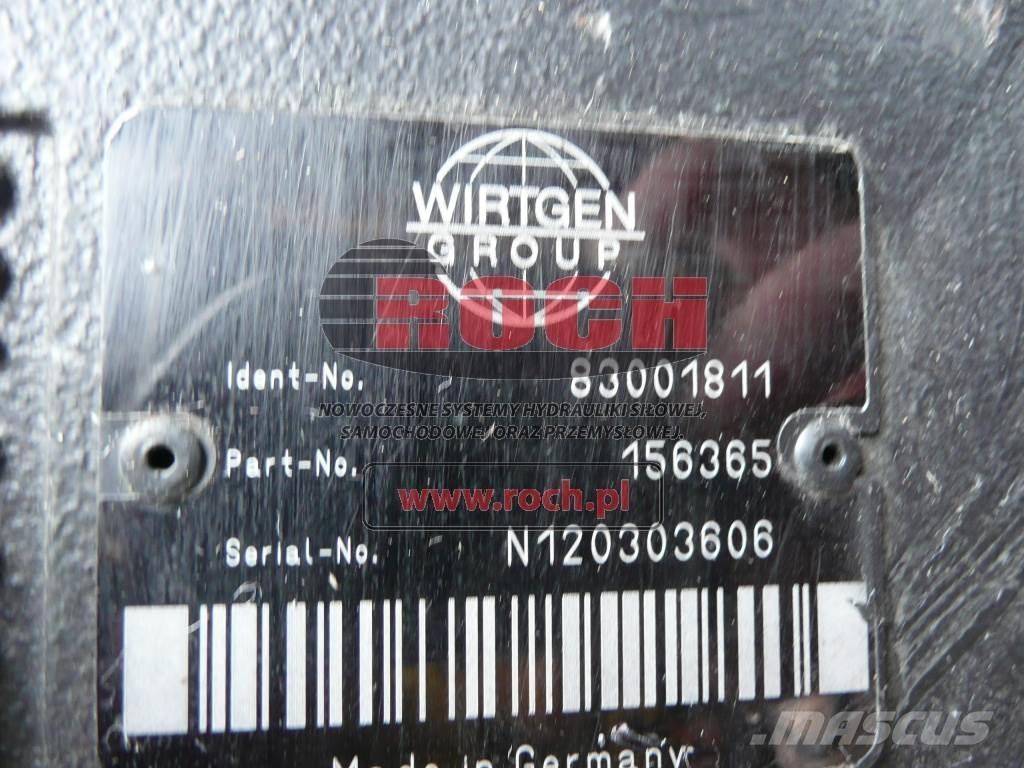 WIRTGEN
GROUP
ROCH
Ident-No. 83001811
NOWOCZESNE SYSTEMY HYDRAULIKI SIŁOWEJ,
SAMOCHODOWEJ ORAZ PRZEMYSŁOWEJ.
Part-No. 156365
www.roch.pl
Serial-No. N120303606
MASCUS
Made in Germany